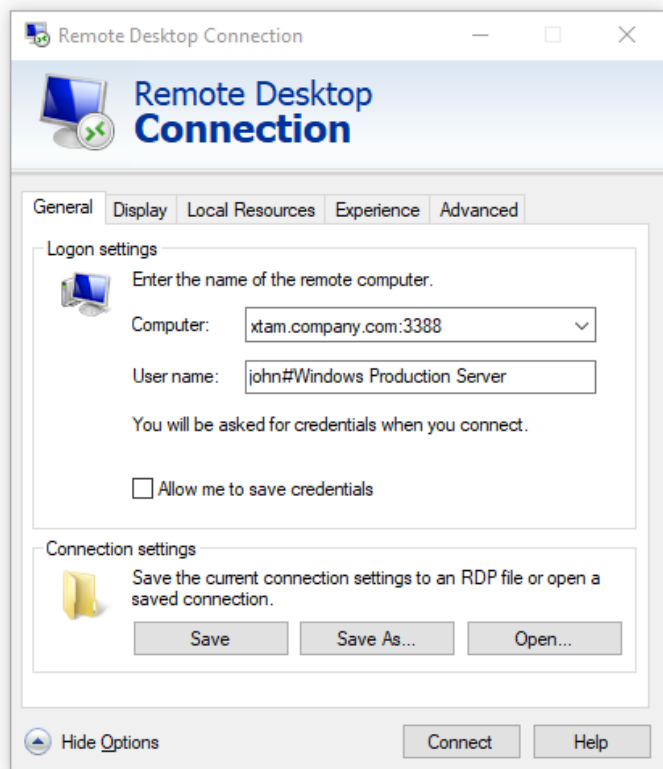 Remote Desktop Connection
Remote Desktop
Connection
General Display Local Resources Experience Advanced
Logon settings
Enter the name of the remote computer.
Computer: xtam.company.com:3388
User name: john#Windows Production Server
You will be asked for credentials when you connect.
Allow me to save credentials
Connection settings
Save the current connection settings to an RDP file or open a
saved connection.
Save Save As... Open...
Hide Options Connect Help